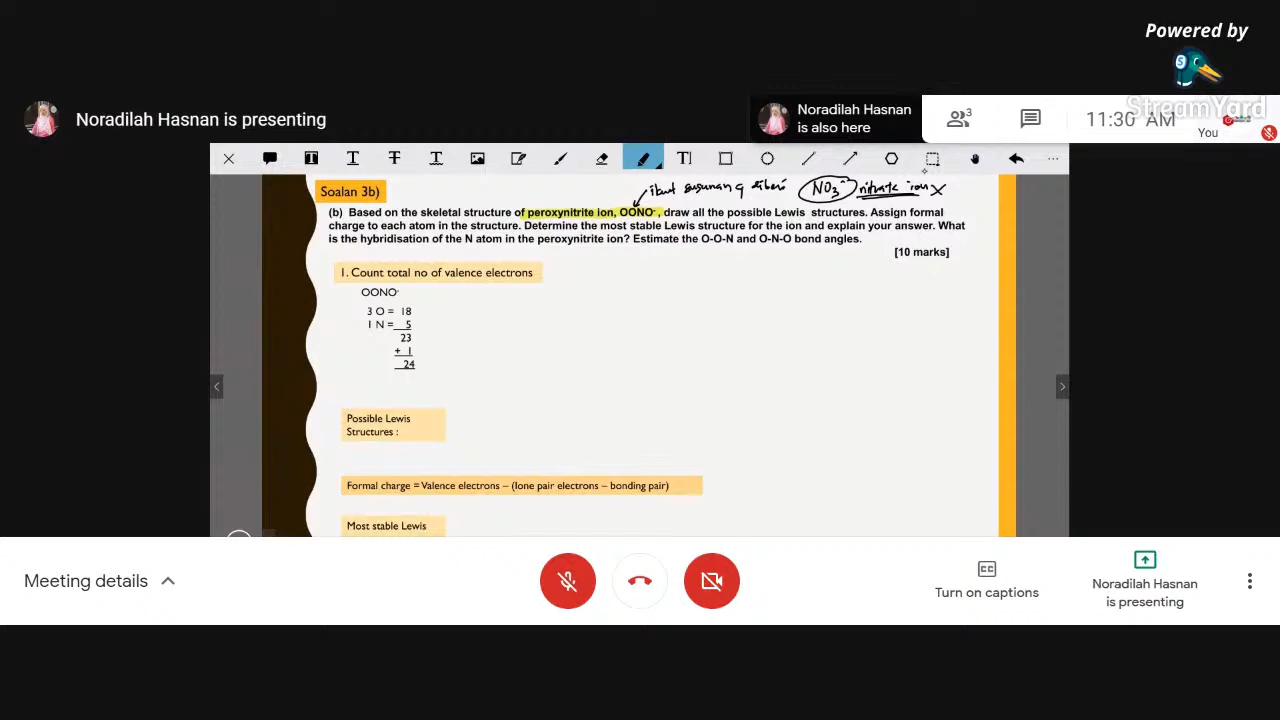 Powered by
StreamYard
Noradilah Hasnan is presenting
Noradilah Hasnan
is also here
3
11:30 AM
You
Soalan 3b)
ikut susunan yg diberi NO3- nitrate ion X
(b) Based on the skeletal structure of peroxynitrite ion, OONO-, draw all the possible Lewis structures. Assign formal
charge to each atom in the structure. Determine the most stable Lewis structure for the ion and explain your answer. What
is the hybridisation of the N atom in the peroxynitrite ion? Estimate the O-O-N and O-N-O bond angles.
[10 marks]
1. Count total no of valence electrons
OONO-
3 O = 18
1 N = 5
23
+ 1
24
Possible Lewis
Structures :
Formal charge = Valence electrons – (lone pair electrons – bonding pair)
Most stable Lewis
Meeting details
Turn on captions
Noradilah Hasnan
is presenting